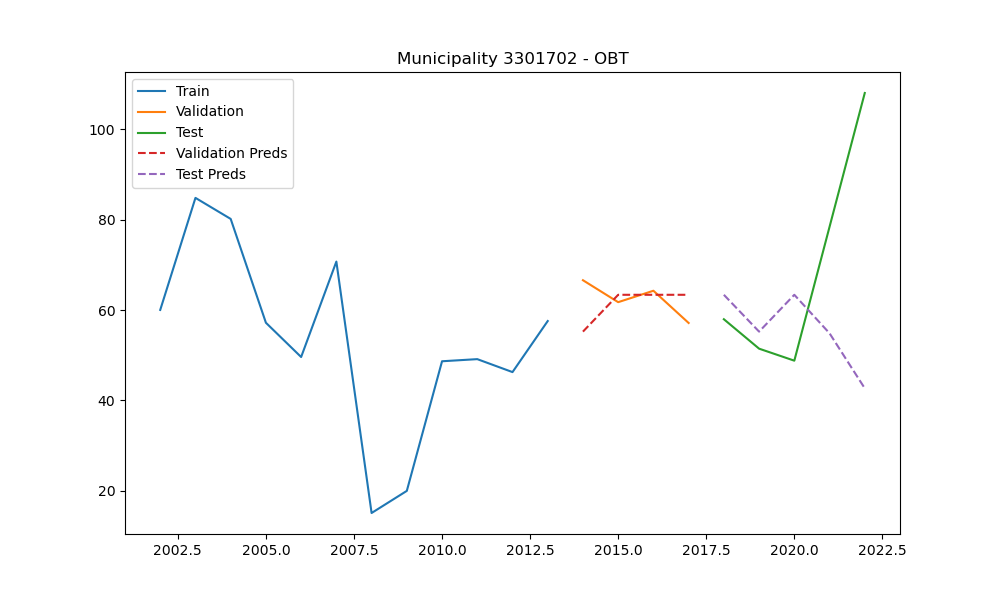 Municipality 3301702 - OBT
Train
Validation
Test
Validation Preds
Test Preds
100
80
60
40
20
2002.5 2005.0 2007.5 2010.0 2012.5 2015.0 2017.5 2020.0 2022.5